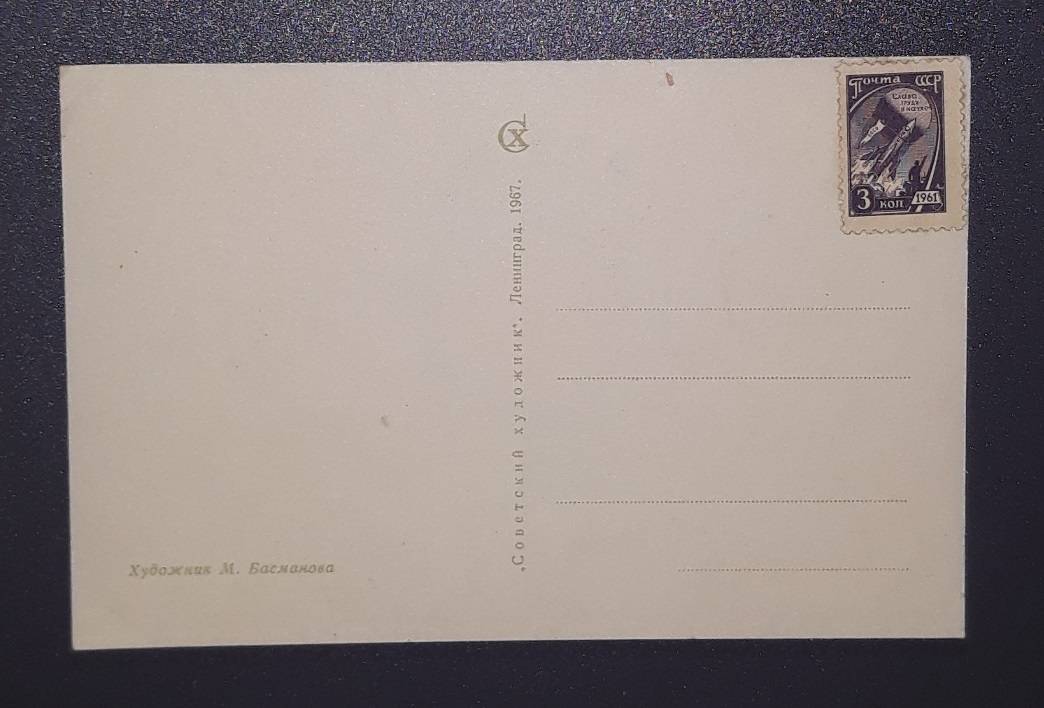 Почта СССР
Слава
труду
и науке
3 коп 1961
СХ
„Советский художник“. Ленинград. 1967.
Художник М. Басманова